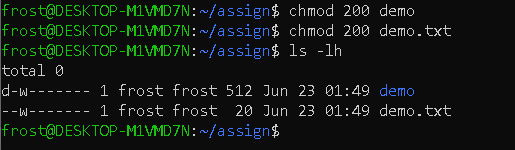 frost@DESKTOP-M1VMD7N:~/assign$ chmod 200 demo
frost@DESKTOP-M1VMD7N:~/assign$ chmod 200 demo.txt
frost@DESKTOP-M1VMD7N:~/assign$ ls -lh
total 0
d-w------- 1 frost frost 512 Jun 23 01:49 demo
--w------- 1 frost frost  20 Jun 23 01:49 demo.txt
frost@DESKTOP-M1VMD7N:~/assign$